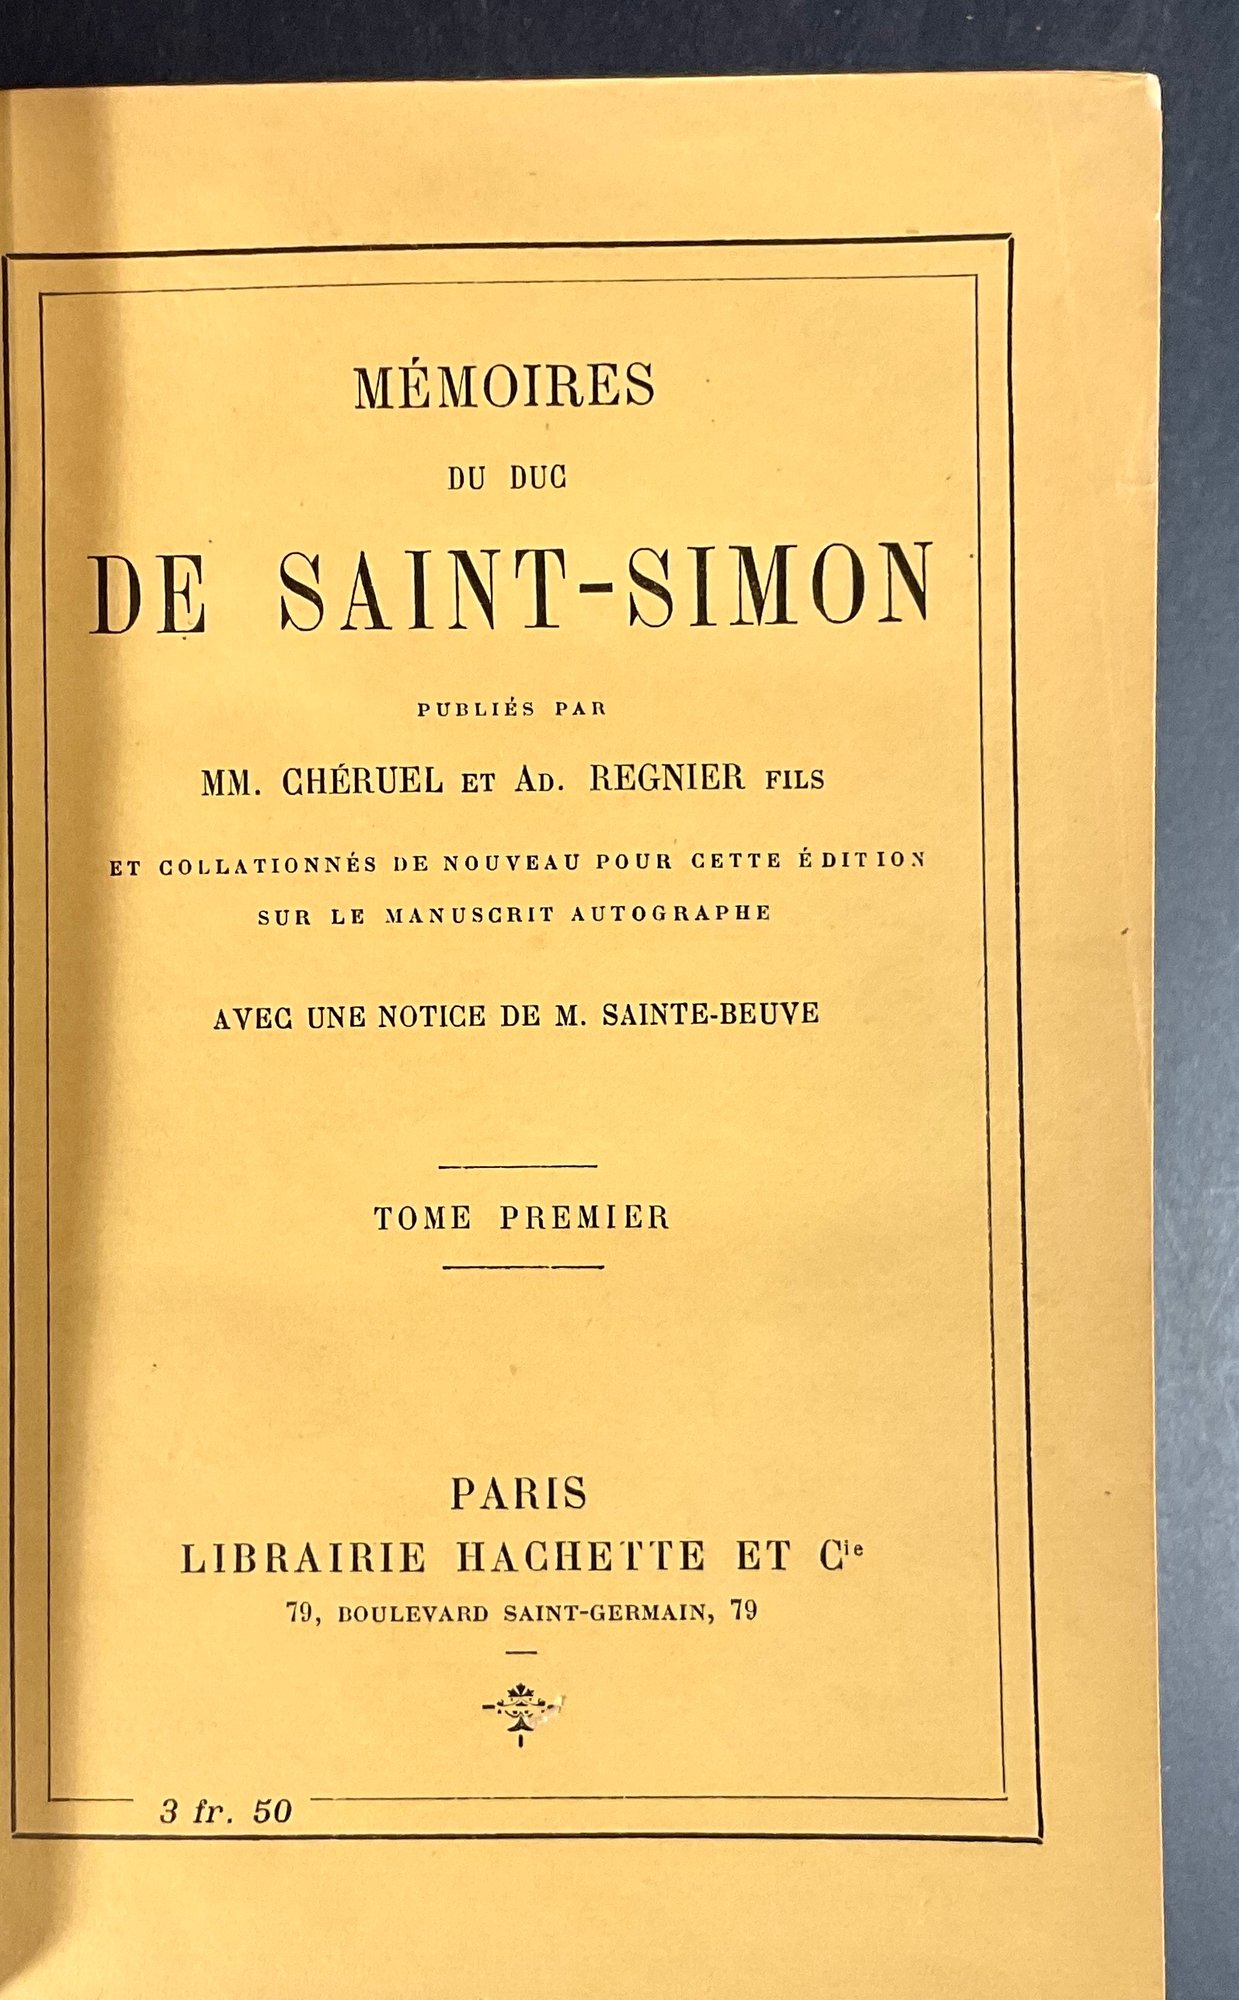 MÉMOIRES
DU DUC
DE SAINT-SIMON
PUBLIÉS PAR
MM. CHÉRUEL ET AD. REGNIER FILS
ET COLLATIONNÉS DE NOUVEAU POUR CETTE ÉDITION
SUR LE MANUSCRIT AUTOGRAPHE
AVEC UNE NOTICE DE M. SAINTE-BEUVE
TOME PREMIER
PARIS
LIBRAIRIE HACHETTE ET Cie
79, BOULEVARD SAINT-GERMAIN, 79
3 fr. 50